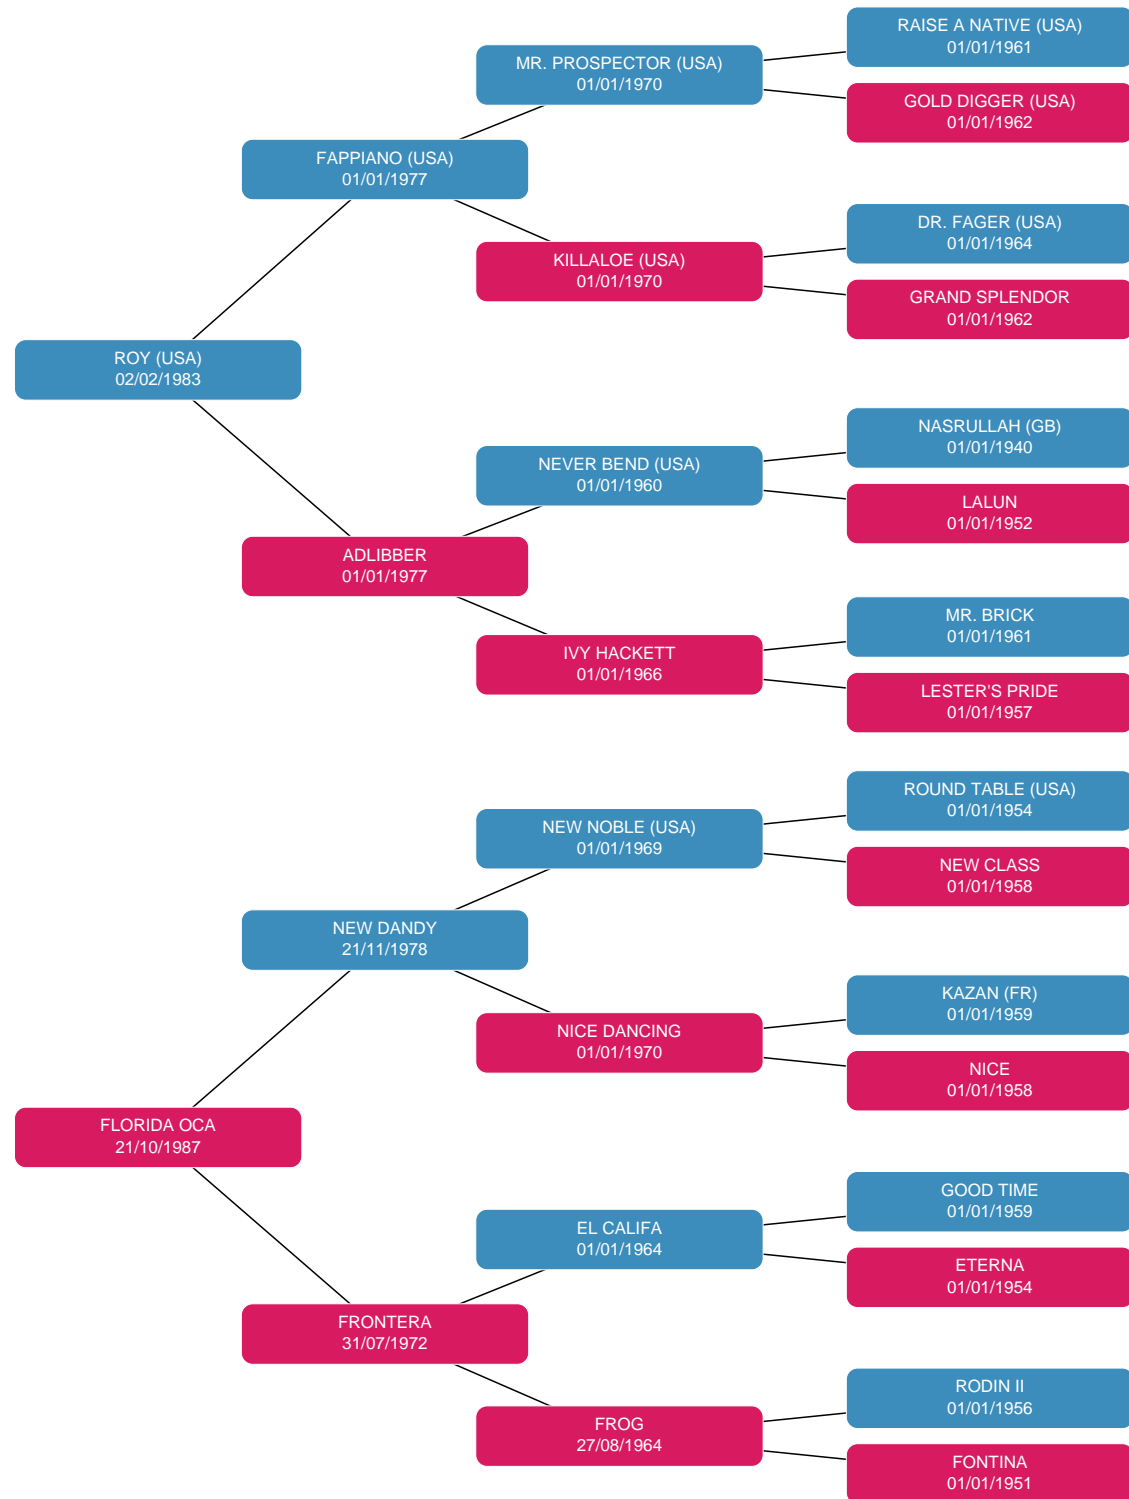 RAISE A NATIVE (USA)
01/01/1961
MR. PROSPECTOR (USA)
01/01/1970
GOLD DIGGER (USA)
01/01/1962
FAPPIANO (USA)
01/01/1977
DR. FAGER (USA)
01/01/1964
KILLALOE (USA)
01/01/1970
GRAND SPLENDOR
01/01/1962
ROY (USA)
02/02/1983
NASRULLAH (GB)
01/01/1940
NEVER BEND (USA)
01/01/1960
LALUN
01/01/1952
ADLIBBER
01/01/1977
MR. BRICK
01/01/1961
IVY HACKETT
01/01/1966
LESTER'S PRIDE
01/01/1957
ROUND TABLE (USA)
01/01/1954
NEW NOBLE (USA)
01/01/1969
NEW CLASS
01/01/1958
NEW DANDY
21/11/1978
KAZAN (FR)
01/01/1959
NICE DANCING
01/01/1970
NICE
01/01/1958
FLORIDA OCA
21/10/1987
GOOD TIME
01/01/1959
EL CALIFA
01/01/1964
ETERNA
01/01/1954
FRONTERA
31/07/1972
RODIN II
01/01/1956
FROG
27/08/1964
FONTINA
01/01/1951